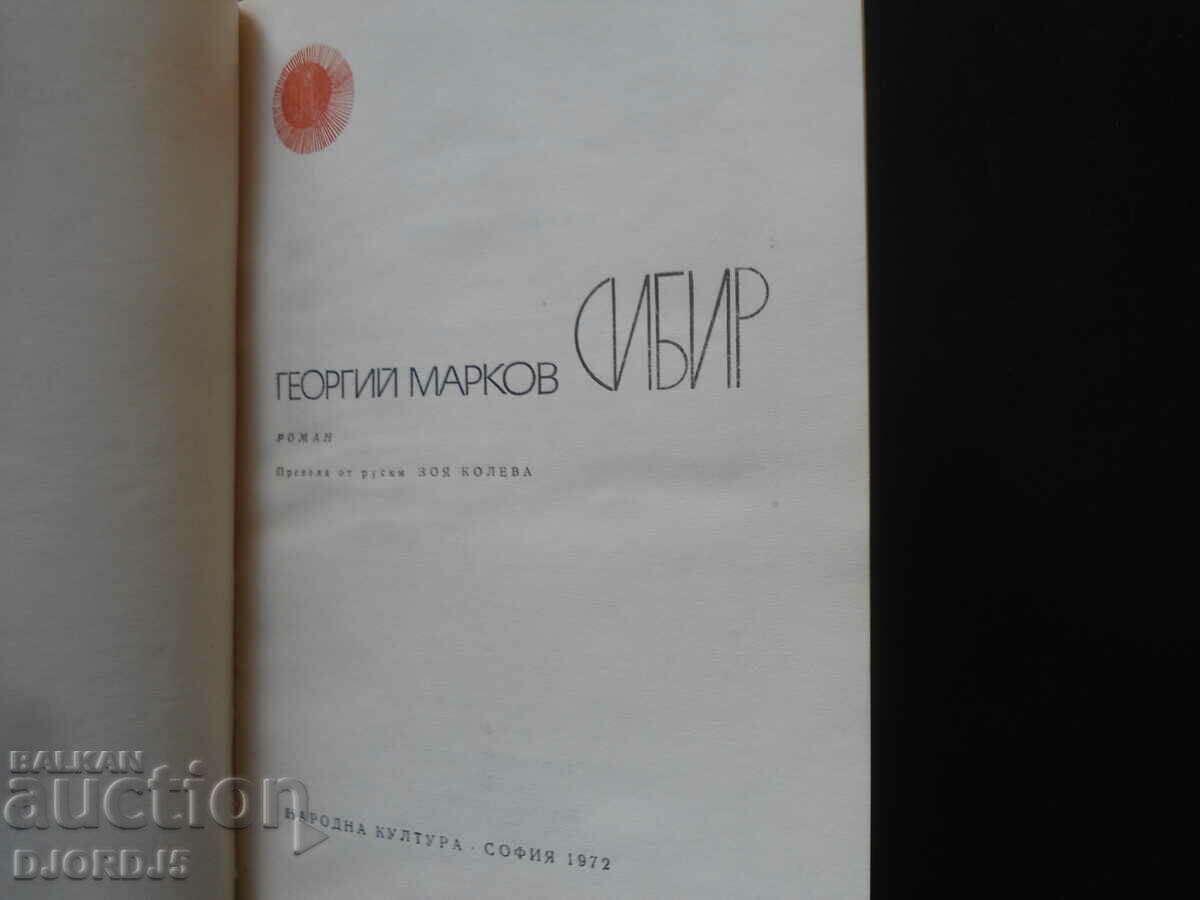 СИБИР
ГЕОРГИЙ МАРКОВ
РОМАН
Превела от руски ЗОЯ КОЛЕВА
НАРОДНА КУЛТУРА · СОФИЯ 1972
BALKAN
auction
DJORDJ5